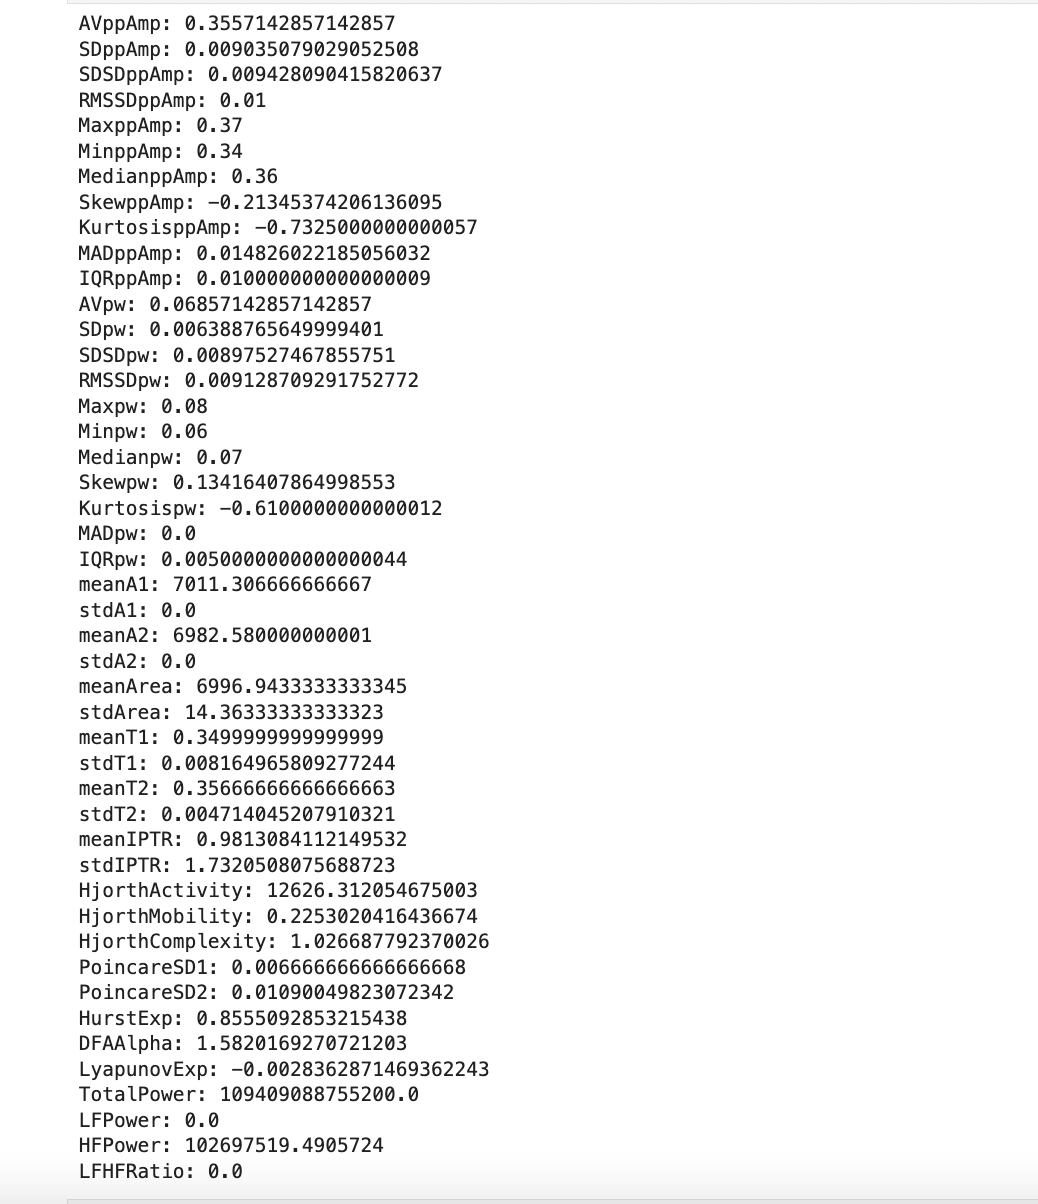 AVppAmp: 0.3557142857142857
SDppAmp: 0.009035079029052508
SDSDppAmp: 0.009428090415820637
RMSSDppAmp: 0.01
MaxppAmp: 0.37
MinppAmp: 0.34
MedianppAmp: 0.36
SkewppAmp: −0.21345374206136095
KurtosisppAmp: −0.7325000000000057
MADppAmp: 0.014826022185056032
IQRppAmp: 0.010000000000000009
AVpw: 0.06857142857142857
SDpw: 0.006388765649999401
SDSDpw: 0.00897527467855751
RMSSDpw: 0.009128709291752772
Maxpw: 0.08
Minpw: 0.06
Medianpw: 0.07
Skewpw: 0.13416407864998553
Kurtosispw: −0.6100000000000012
MADpw: 0.0
IQRpw: 0.0050000000000000044
meanA1: 7011.306666666667
stdA1: 0.0
meanA2: 6982.580000000001
stdA2: 0.0
meanArea: 6996.9433333333345
stdArea: 14.36333333333323
meanT1: 0.3499999999999999
stdT1: 0.008164965809277244
meanT2: 0.35666666666666663
stdT2: 0.004714045207910321
meanIPTR: 0.9813084112149532
stdIPTR: 1.7320508075688723
HjorthActivity: 12626.312054675003
HjorthMobility: 0.2253020416436674
HjorthComplexity: 1.026687792370026
PoincareSD1: 0.006666666666666668
PoincareSD2: 0.01090049823072342
HurstExp: 0.8555092853215438
DFAAlpha: 1.5820169270721203
LyapunovExp: −0.0028362871469362243
TotalPower: 109409088755200.0
LFPower: 0.0
HFPower: 102697519.4905724
LFHFRatio: 0.0